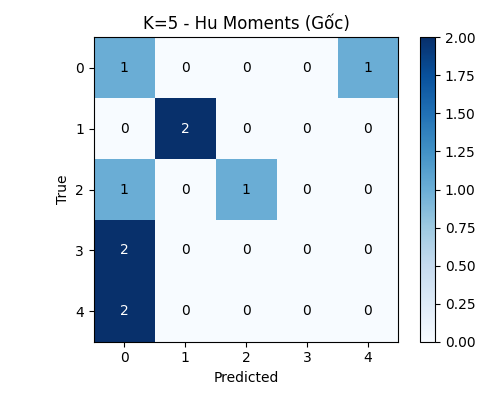 K=5 - Hu Moments (Gốc)
True
0 1 0 0 0 1
1 0 2 0 0 0
2 1 0 1 0 0
3 2 0 0 0 0
4 2 0 0 0 0
0 1 2 3 4
Predicted
2.00
1.75
1.50
1.25
1.00
0.75
0.50
0.25
0.00